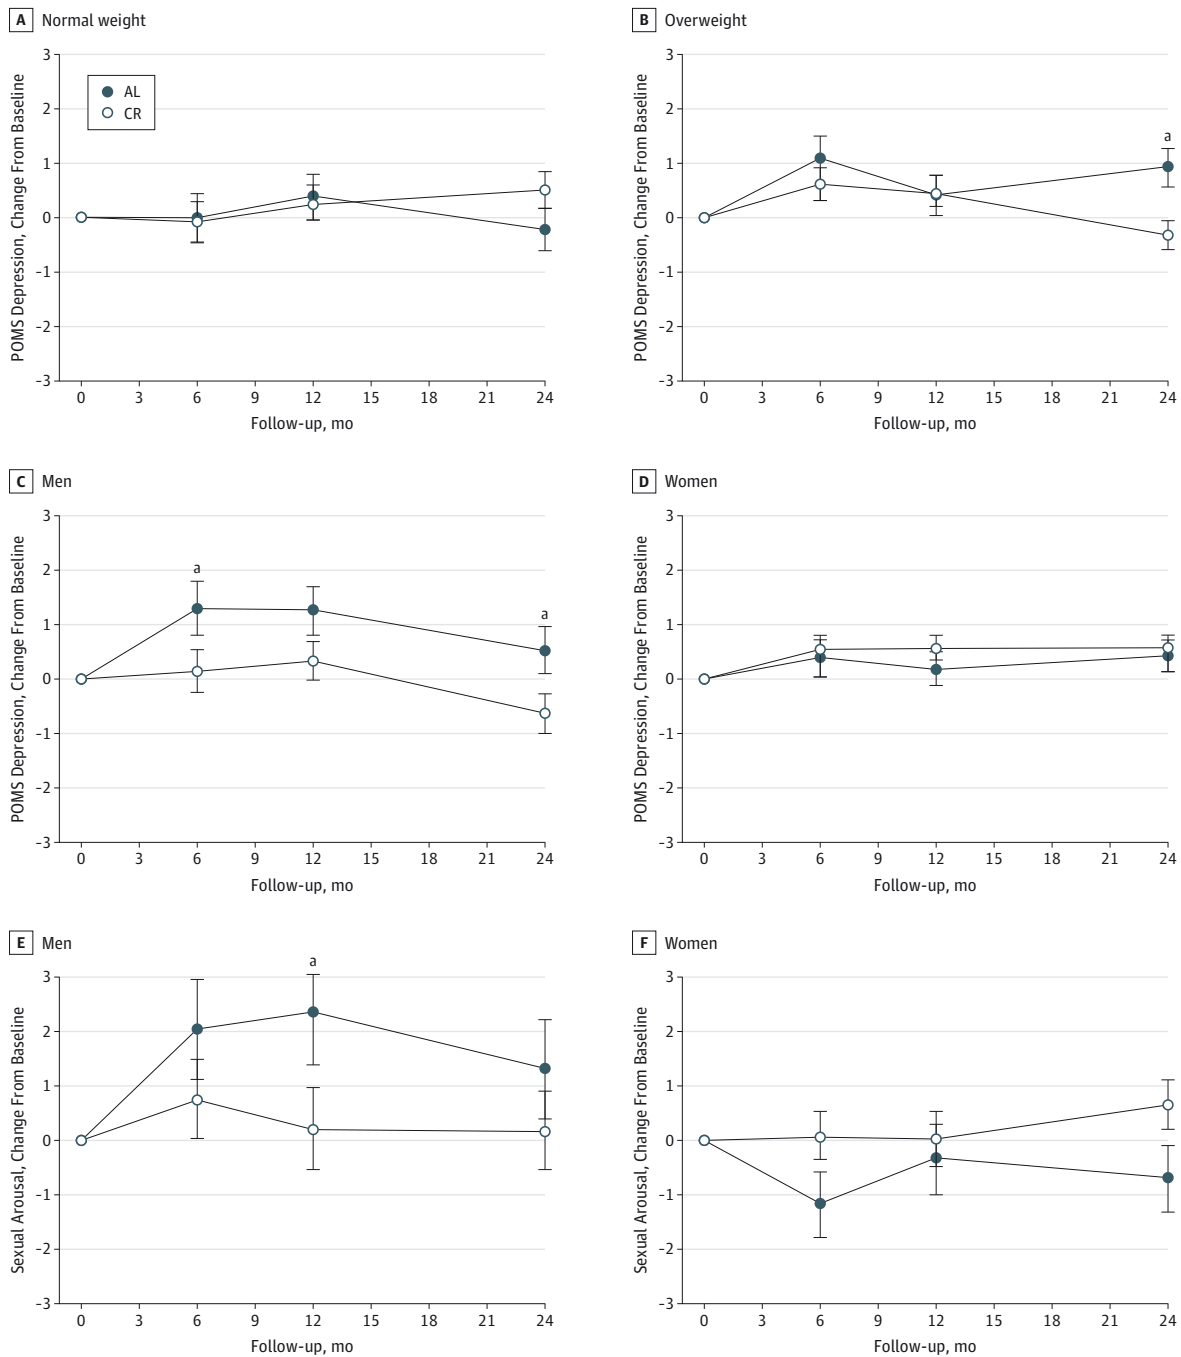 A Normal weight
POMS Depression, Change From Baseline
3
2
1
0
-1
-2
-3
AL
CR
0 3 6 9 12 15 18 21 24
Follow-up, mo
B Overweight
POMS Depression, Change From Baseline
3
2
1
0
-1
-2
-3
a
0 3 6 9 12 15 18 21 24
Follow-up, mo
C Men
POMS Depression, Change From Baseline
3
2
1
0
-1
-2
-3
a
a
0 3 6 9 12 15 18 21 24
Follow-up, mo
D Women
POMS Depression, Change From Baseline
3
2
1
0
-1
-2
-3
0 3 6 9 12 15 18 21 24
Follow-up, mo
E Men
Sexual Arousal, Change From Baseline
3
2
1
0
-1
-2
-3
a
0 3 6 9 12 15 18 21 24
Follow-up, mo
F Women
Sexual Arousal, Change From Baseline
3
2
1
0
-1
-2
-3
0 3 6 9 12 15 18 21 24
Follow-up, mo